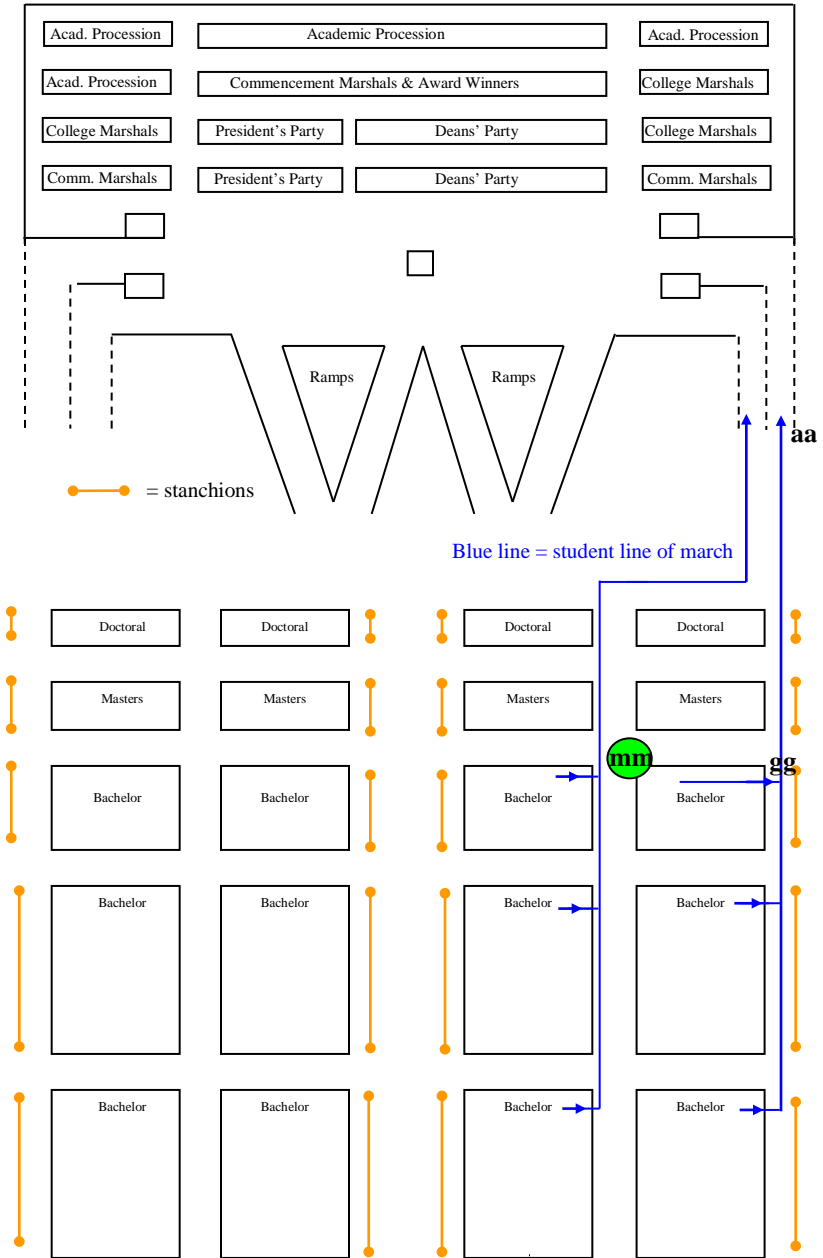 Acad. Procession
Academic Procession
Acad. Procession
Acad. Procession
Commencement Marshals & Award Winners
College Marshals
College Marshals
President's Party
Deans' Party
College Marshals
Comm. Marshals
President's Party
Deans' Party
Comm. Marshals
Ramps
Ramps
aa
= stanchions
Blue line = student line of march
Doctoral
Doctoral
Doctoral
Doctoral
Masters
Masters
Masters
Masters
mm
gg
Bachelor
Bachelor
Bachelor
Bachelor
Bachelor
Bachelor
Bachelor
Bachelor
Bachelor
Bachelor
Bachelor
Bachelor